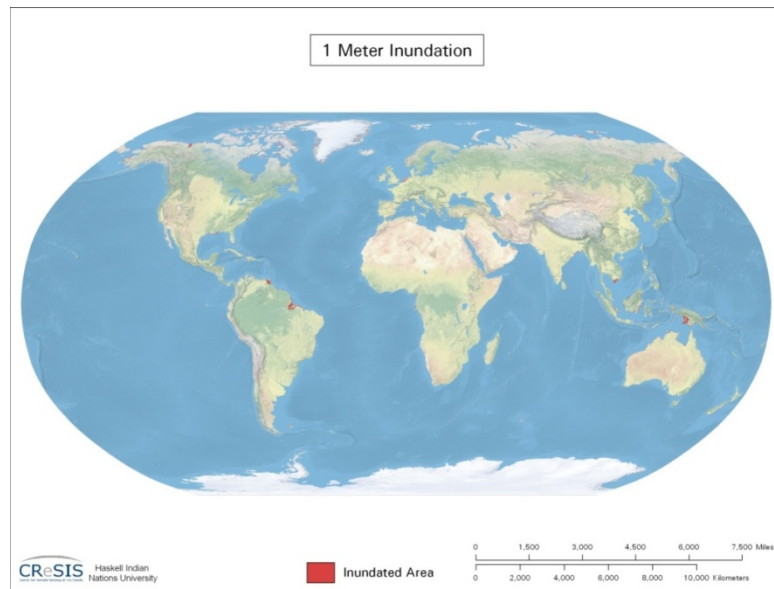 1 Meter Inundation
0 1,500 3,000 4,500 6,000 7,500 Miles
0 2,000 4,000 6,000 8,000 10,000 Kilometers
CReSIS
Haskell Indian
Nations University
Inundated Area